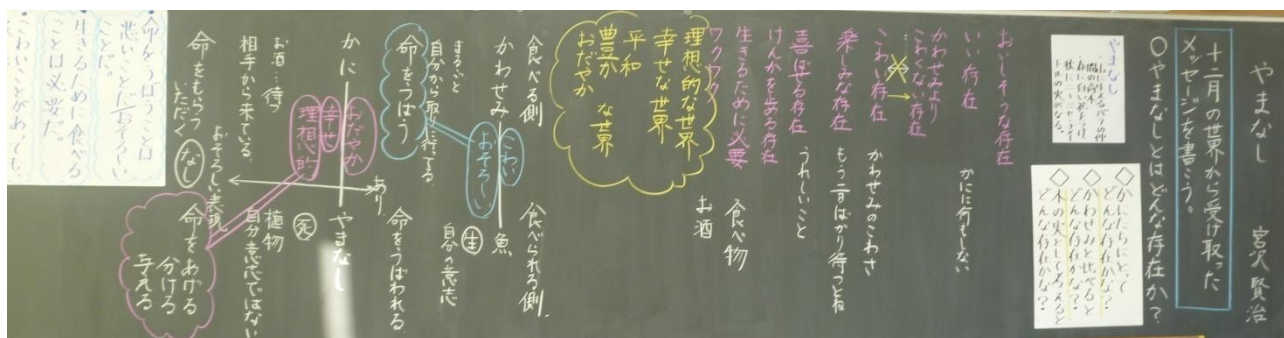 やまなし
宮沢賢治
十二月の世界から受け取った
メッセージを書こう。
○やまなしとはどんな存在か？
やまなし
◇かにたちにとって
どんな存在かな？
◇かわせみと比べると
どんな存在かな？
◇木の実として考えると
どんな存在かな？
おいしそうな存在
いい存在
かにに何もしない
かわせみより
こわくない存在
こわい存在
かわせみのこわさ
楽しみな存在
もう二日ばかり待つとね
喜ばせる存在
うれしいこと
けんかを止める存在
生きるために必要
食べ物
ワクワク
お酒
理想的な世界
幸せな世界
平和
豊かな世界
おだやか
食べる側
食べられる側
かわせみ
魚
こわい
おそろしい
生
まるごと
自分から取りに行ってる
自分の意志
命をうばう
命をうばわれる
あり
かに
やまなし
おだやか
幸せ
理想的
死
お酒…待つ
相手から来ている
植物
自分意志ではない
おそろしい表現
なし
命をもらう
いただく
命をあげる
分ける
与える
命をうばうことは
悪いことだ
おそろしい
ことだ。
生きるために食べる
ことは必要だ。
こわいことがあっても、